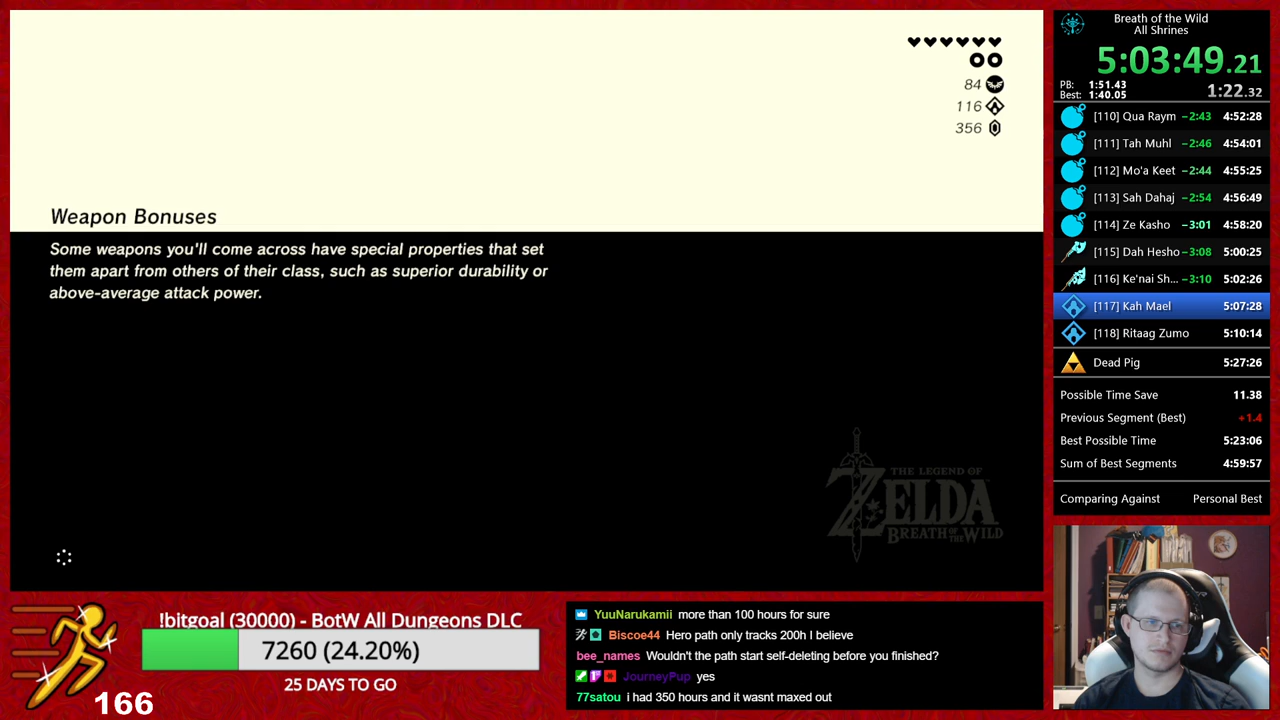 84
116
356
Weapon Bonuses
Some weapons you'll come across have special properties that set
them apart from others of their class, such as superior durability or
above-average attack power.
THE LEGEND OF
ZELDA
BREATH OF THE WILD
Breath of the Wild
All Shrines
5:03:49.21
PB: 1:51.43
Best: 1:40.05
1:22.32
[110] Qua Raym −2:43 4:52:28
[111] Tah Muhl −2:46 4:54:01
[112] Mo'a Keet −2:44 4:55:25
[113] Sah Dahaj −2:54 4:56:49
[114] Ze Kasho −3:01 4:58:20
[115] Dah Hesho −3:08 5:00:25
[116] Ke'nai Sh... −3:10 5:02:26
[117] Kah Mael 5:07:28
[118] Ritaag Zumo 5:10:14
Dead Pig 5:27:26
Possible Time Save 11.38
Previous Segment (Best) +1.4
Best Possible Time 5:23:06
Sum of Best Segments 4:59:57
Comparing Against Personal Best
!bitgoal (30000) - BotW All Dungeons DLC
7260 (24.20%)
25 DAYS TO GO
166
YuuNarukamii more than 100 hours for sure
Biscoe44 Hero path only tracks 200h I believe
bee_names Wouldn't the path start self-deleting before you finished?
JourneyPup yes
77satou i had 350 hours and it wasnt maxed out